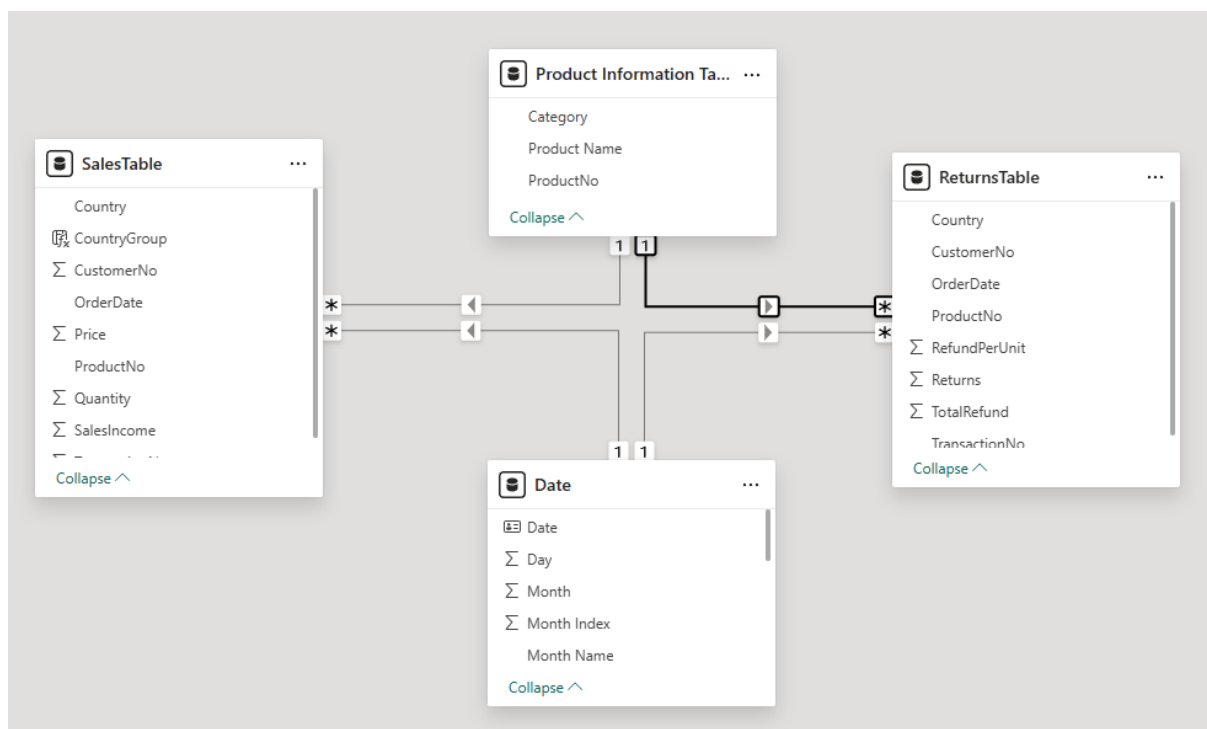 Product Information Ta... ...
Category
Product Name
ProductNo
Collapse
SalesTable ...
Country
CountryGroup
Σ CustomerNo
OrderDate
Σ Price
ProductNo
Σ Quantity
Σ SalesIncome
Collapse
ReturnsTable ...
Country
CustomerNo
OrderDate
ProductNo
Σ RefundPerUnit
Σ Returns
Σ TotalRefund
TransactionNo
Collapse
1 1
*
*
*
*
1 1
Date ...
Date
Σ Day
Σ Month
Σ Month Index
Month Name
Collapse